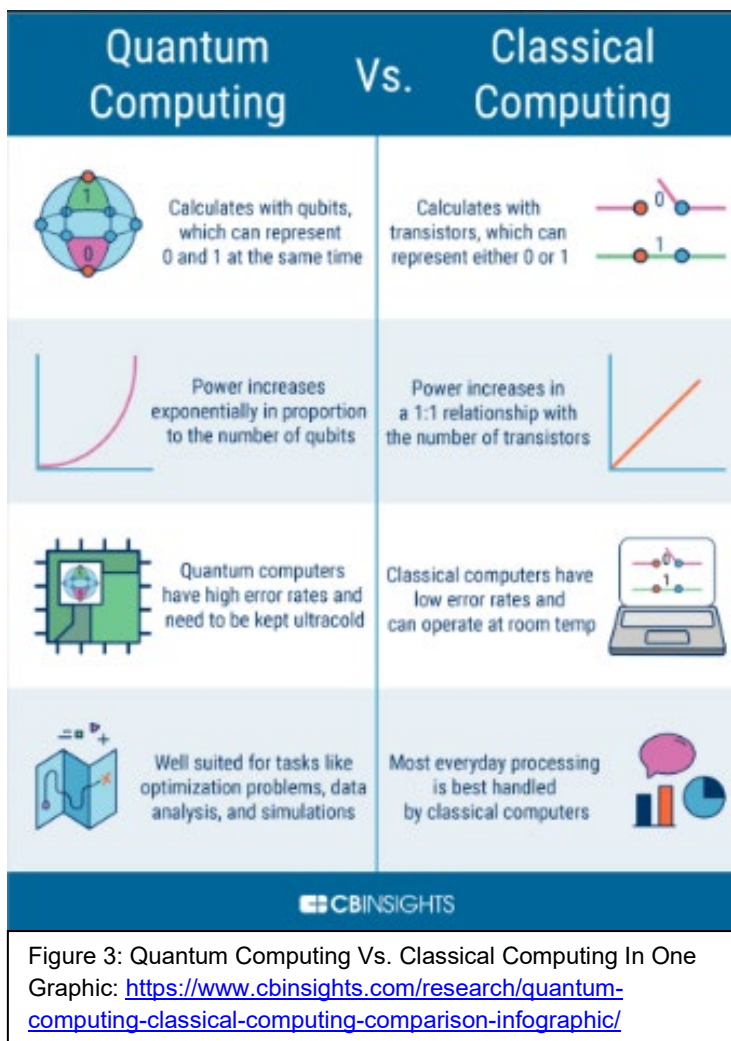 Quantum
Computing
Vs.
Classical
Computing
1
0
Calculates with qubits,
which can represent
0 and 1 at the same time
Calculates with
transistors, which can
represent either 0 or 1
0
1
Power increases
exponentially in proportion
to the number of qubits
Power increases in
a 1:1 relationship with
the number of transistors
Quantum computers
have high error rates and
need to be kept ultracold
Classical computers have
low error rates and
can operate at room temp
0
1
Well suited for tasks like
optimization problems, data
analysis, and simulations
Most everyday processing
is best handled
by classical computers
CBINSIGHTS
Figure 3: Quantum Computing Vs. Classical Computing In One
Graphic: https://www.cbinsights.com/research/quantum-
computing-classical-computing-comparison-infographic/